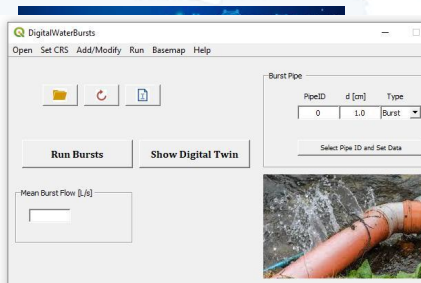 DigitalWaterBursts
Open Set CRS Add/Modify Run Basemap Help
Burst Pipe
PipeID d [cm] Type
0 1.0 Burst
Select Pipe ID and Set Data
Run Bursts Show Digital Twin
Mean Burst Flow [L/s]